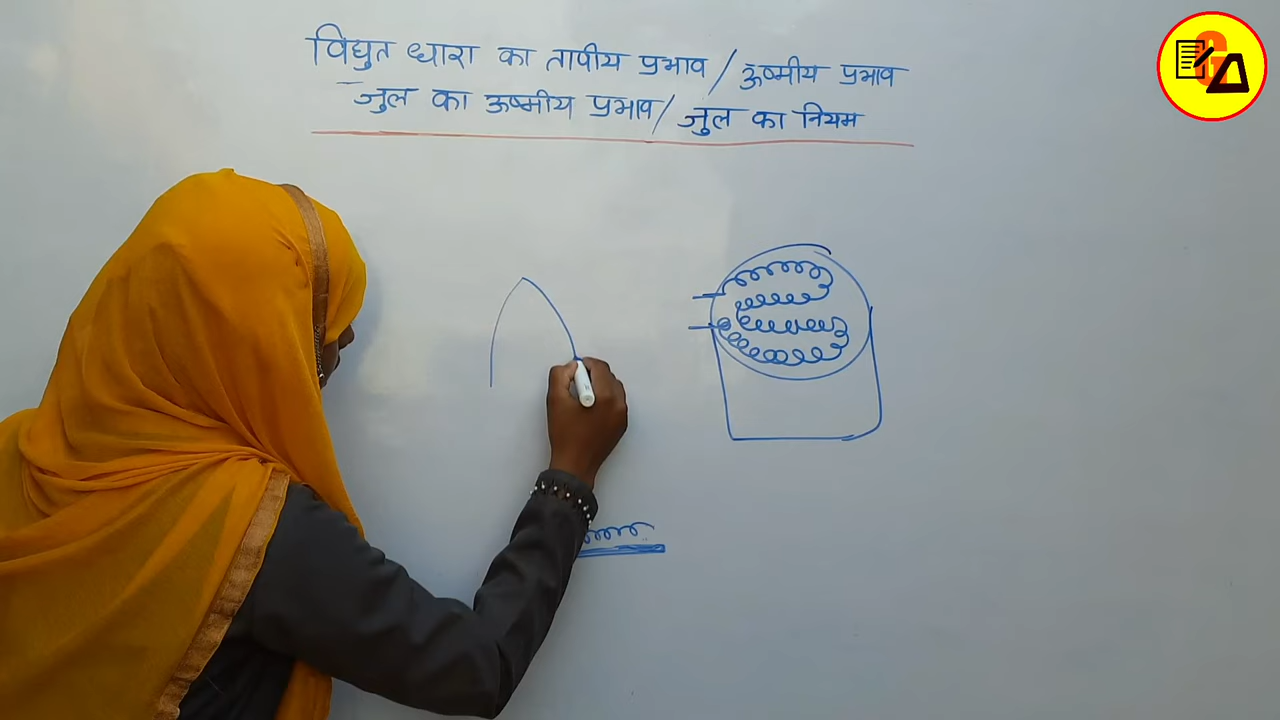 विद्युत धारा का तापीय प्रभाव / ऊष्मीय प्रभाव
जुल का ऊष्मीय प्रभाव / जुल का नियम